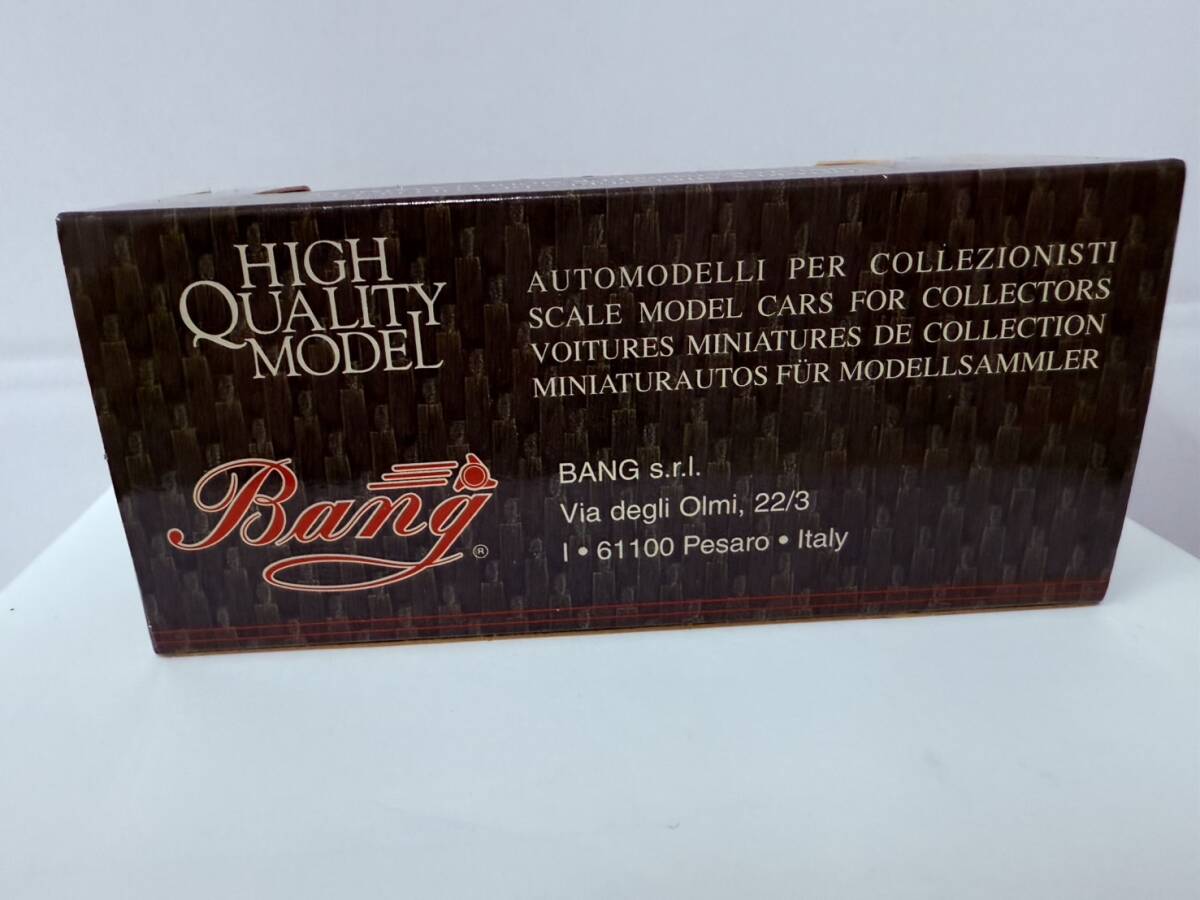 HIGH
QUALITY
MODEL
AUTOMODELLI PER COLLEZIONISTI
SCALE MODEL CARS FOR COLLECTORS
VOITURES MINIATURES DE COLLECTION
MINIATURAUTOS FÜR MODELLSAMMLER
Bang ®
BANG s.r.l.
Via degli Olmi, 22/3
I • 61100 Pesaro • Italy